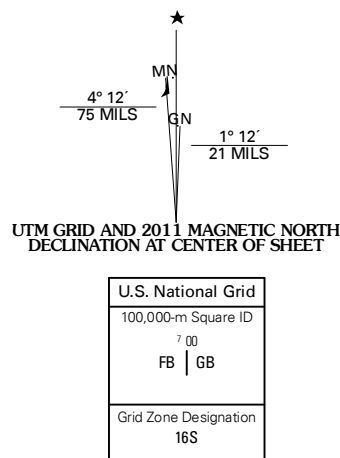 ★
MN
4° 12´
75 MILS
GN
1° 12´
21 MILS
UTM GRID AND 2011 MAGNETIC NORTH
DECLINATION AT CENTER OF SHEET
U.S. National Grid
100,000-m Square ID
7 00
FB | GB
Grid Zone Designation
16S